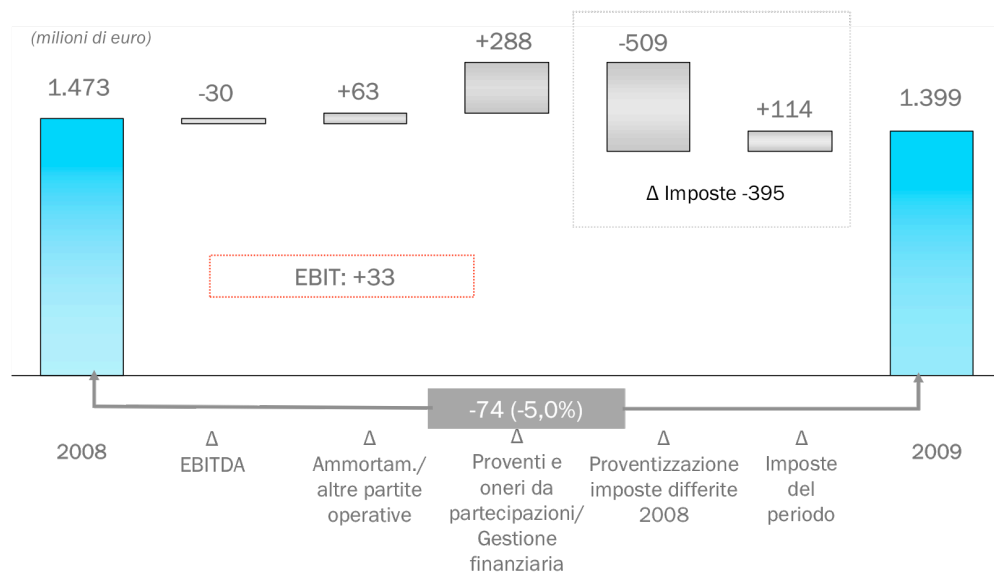 (milioni di euro)
1.473
-30
+63
+288
-509
+114
1.399
Δ Imposte -395
EBIT: +33
-74 (-5,0%)
2008
Δ
EBITDA
Δ
Ammortam./
altre partite
operative
Δ
Proventi e
oneri da
partecipazioni/
Gestione
finanziaria
Δ
Proventizzazione
imposte differite
2008
Δ
Imposte
del
periodo
2009